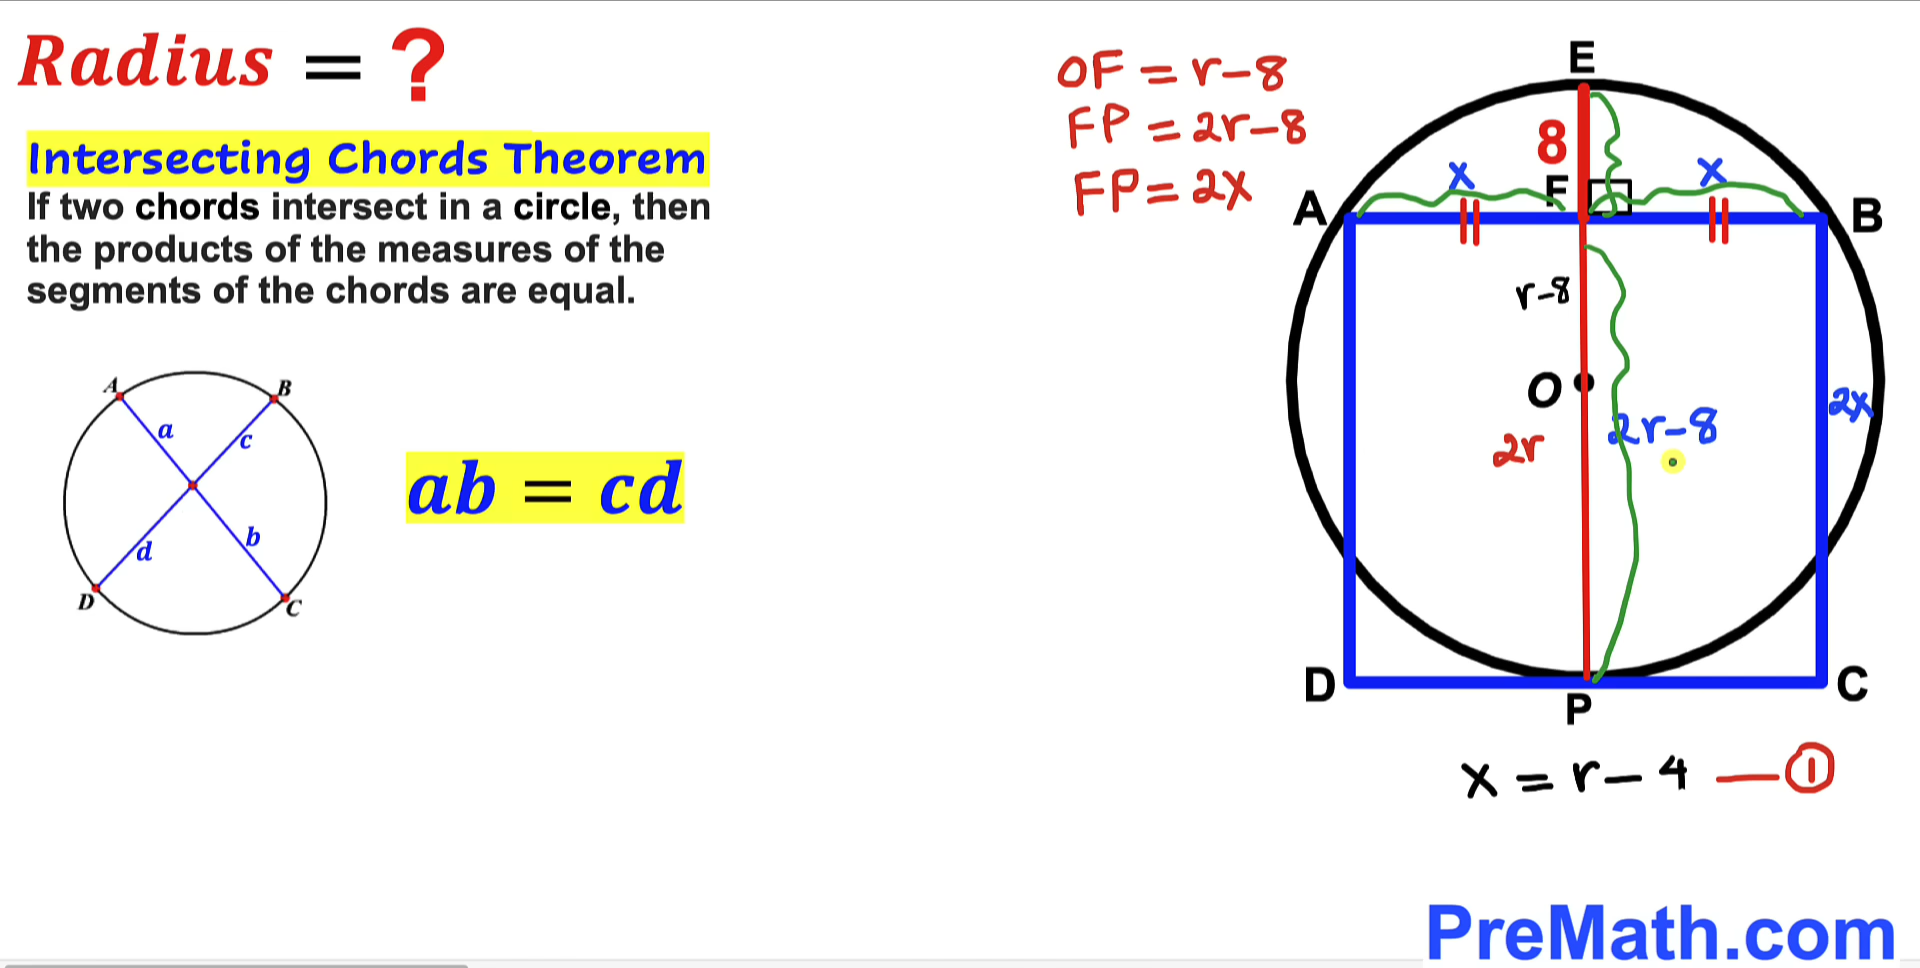 Radius = ?
Intersecting Chords Theorem
If two chords intersect in a circle, then
the products of the measures of the
segments of the chords are equal.
A
B
a
c
d
b
D
C
ab = cd
OF = r-8
FP = 2r-8
FP = 2x
E
8
x
F
x
A
B
r-8
O
2x
2r
2r-8
D
C
P
x = r-4 —①
PreMath.com